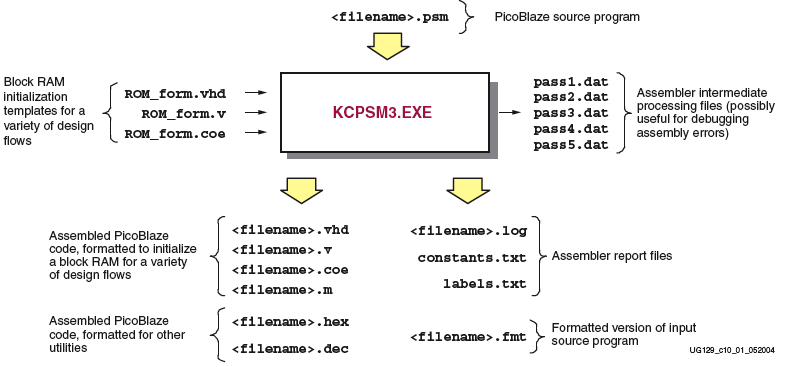 <filename>.psm
PicoBlaze source program
Block RAM
initialization
templates for a
variety of design
flows
ROM_form.vhd
ROM_form.v
ROM_form.coe
KCPSM3.EXE
pass1.dat
pass2.dat
pass3.dat
pass4.dat
pass5.dat
Assembler intermediate
processing files (possibly
useful for debugging
assembly errors)
Assembled PicoBlaze
code, formatted to initialize
a block RAM for a variety
of design flows
<filename>.vhd
<filename>.v
<filename>.coe
<filename>.m
<filename>.log
constants.txt
labels.txt
Assembler report files
Assembled PicoBlaze
code, formatted for other
utilities
<filename>.hex
<filename>.dec
<filename>.fmt
Formatted version of input
source program
UG129_c10_01_052004